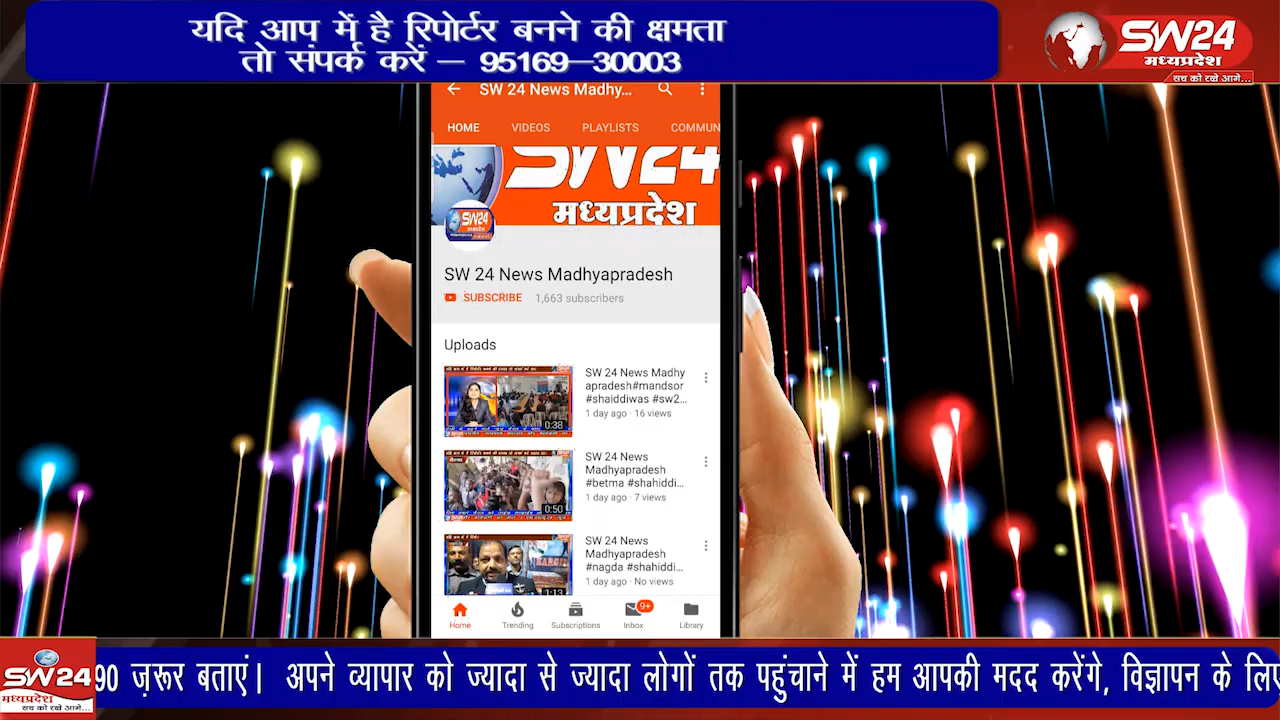 यदि आप में है रिपोर्टर बनने की क्षमता
तो संपर्क करें – 95169–30003
SW24
मध्यप्रदेश
सच को रखे आगे...
SW 24 News Madhy...
HOME VIDEOS PLAYLISTS COMMUN
SW24
मध्यप्रदेश
SW24
SW 24 News Madhyapradesh
SUBSCRIBE 1,663 subscribers
Uploads
SW 24 News Madhy
apradesh#mandsor
#shaiddiwas #sw2...
1 day ago · 16 views
0:38
SW 24 News
Madhyapradesh
#betma #shahiddi...
1 day ago · 7 views
0:50
SW 24 News
Madhyapradesh
#nagda #shahiddi...
1 day ago · No views
1:13
9+
Home Trending Subscriptions Inbox Library
SW24
मध्यप्रदेश
सच को रखे आगे...
90 ज़रूर बताएं। अपने व्यापार को ज्यादा से ज्यादा लोगों तक पहुंचाने में हम आपकी मदद करेंगे, विज्ञापन के लिए